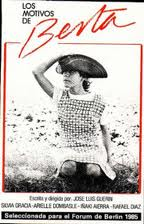 LOS
MOTIVOS
DE
Berta
Escrita y dirigida por: JOSE LUIS GUERIN
SILVIA GRACIA-ARIELLE DOMBASLE-IÑAKI AIERRA-RAFAEL DIAZ
Seleccionada para el Forum de Berlin 1985